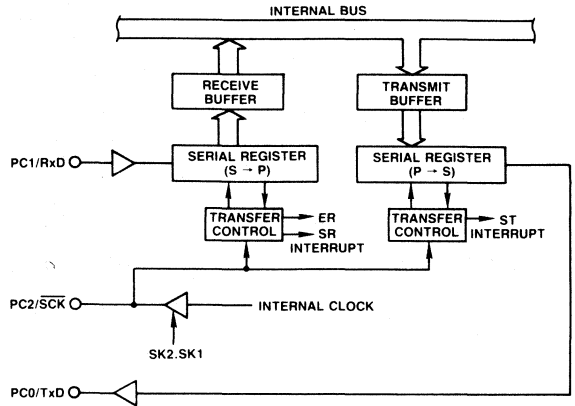 INTERNAL BUS
RECEIVE
BUFFER
TRANSMIT
BUFFER
PC1/RxD
SERIAL REGISTER
(S → P)
SERIAL REGISTER
(P → S)
TRANSFER
CONTROL
ER
SR
INTERRUPT
TRANSFER
CONTROL
ST
INTERRUPT
PC2/S̅C̅K̅
INTERNAL CLOCK
SK2.SK1
PC0/TxD